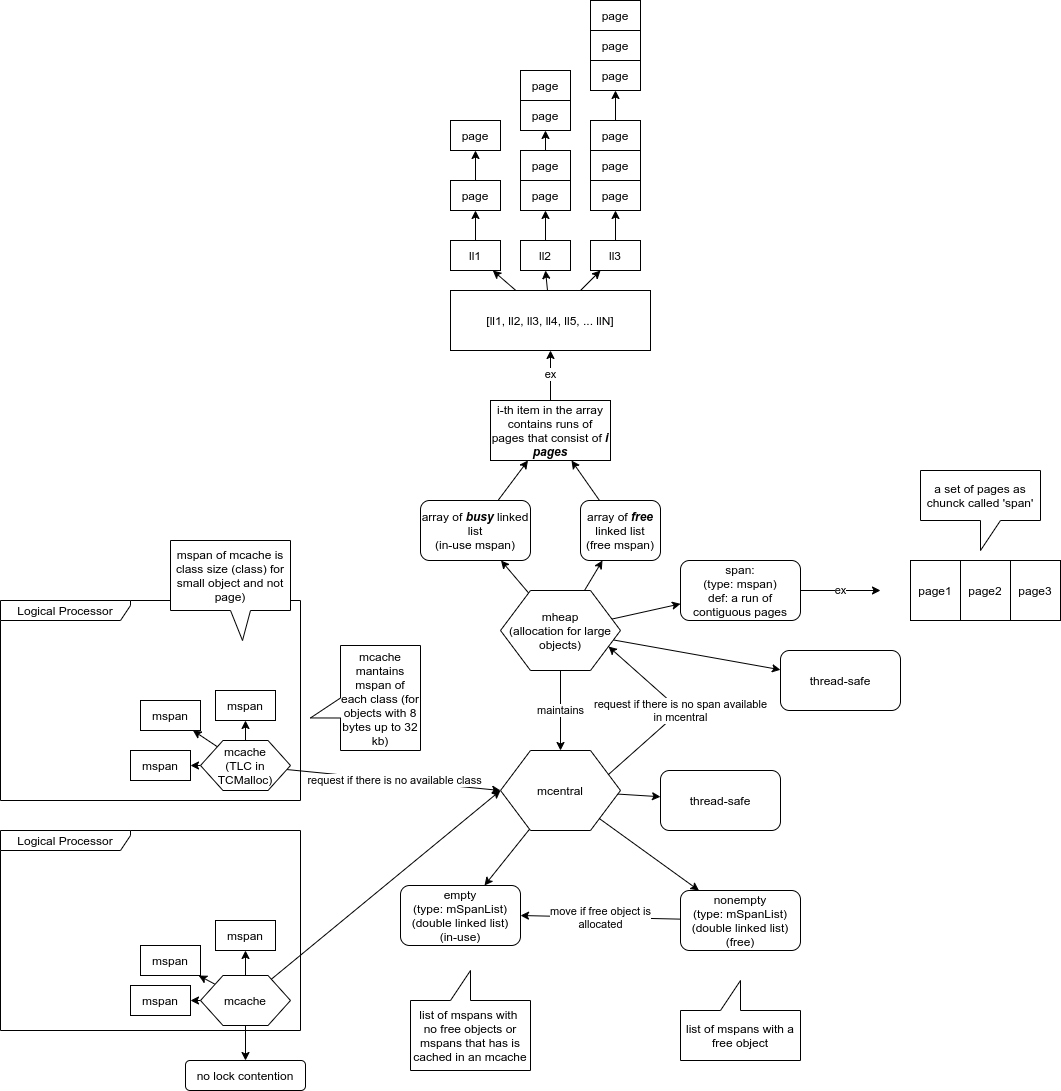 page
page
page
page
page
page
page
page
page
page
page
page
ll1
ll2
ll3
[ll1, ll2, ll3, ll4, ll5, ... llN]
ex
i-th item in the array
contains runs of
pages that consist of I
pages
array of busy linked
list
(in-use mspan)
array of free
linked list
(free mspan)
a set of pages as
chunck called 'span'
span:
(type: mspan)
def: a run of
contiguous pages
ex
page1
page2
page3
mheap
(allocation for large
objects)
thread-safe
mspan of mcache is
class size (class) for
small object and not
page)
Logical Processor
mcache
mantains
mspan of
each class (for
objects with 8
bytes up to 32
kb)
mspan
mspan
mspan
mcache
(TLC in
TCMalloc)
maintains
request if there is no span available
in mcentral
request if there is no available class
mcentral
thread-safe
Logical Processor
empty
(type: mSpanList)
(double linked list)
(in-use)
move if free object is
allocated
nonempty
(type: mSpanList)
(double linked list)
(free)
mspan
mspan
mspan
mcache
list of mspans with
no free objects or
mspans that has is
cached in an mcache
list of mspans with a
free object
no lock contention